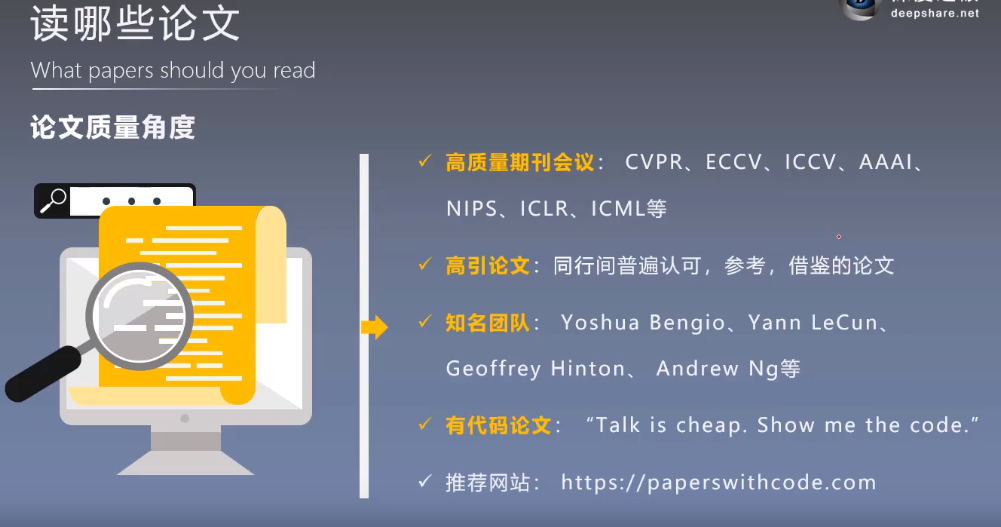 读哪些论文
deepshare.net
What papers should you read
论文质量角度
✓ 高质量期刊会议： CVPR、ECCV、ICCV、AAAI、
NIPS、ICLR、ICML等
✓ 高引论文：同行间普遍认可，参考，借鉴的论文
✓ 知名团队： Yoshua Bengio、Yann LeCun、
Geoffrey Hinton、 Andrew Ng等
✓ 有代码论文： “Talk is cheap. Show me the code.”
✓ 推荐网站： https://paperswithcode.com